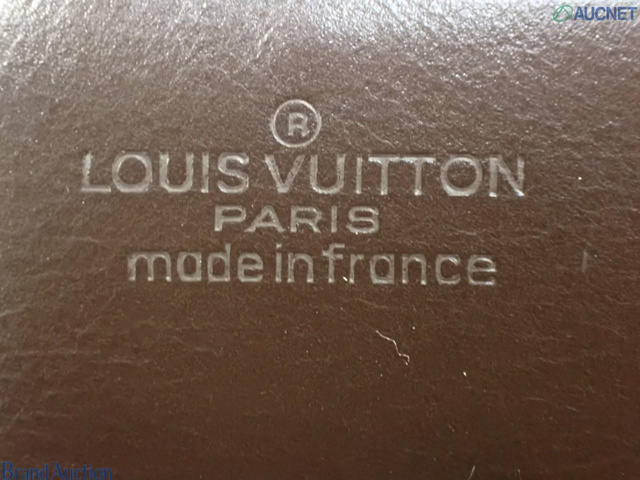 AUCNET
®
LOUIS VUITTON
PARIS
made in france
Brand Auction